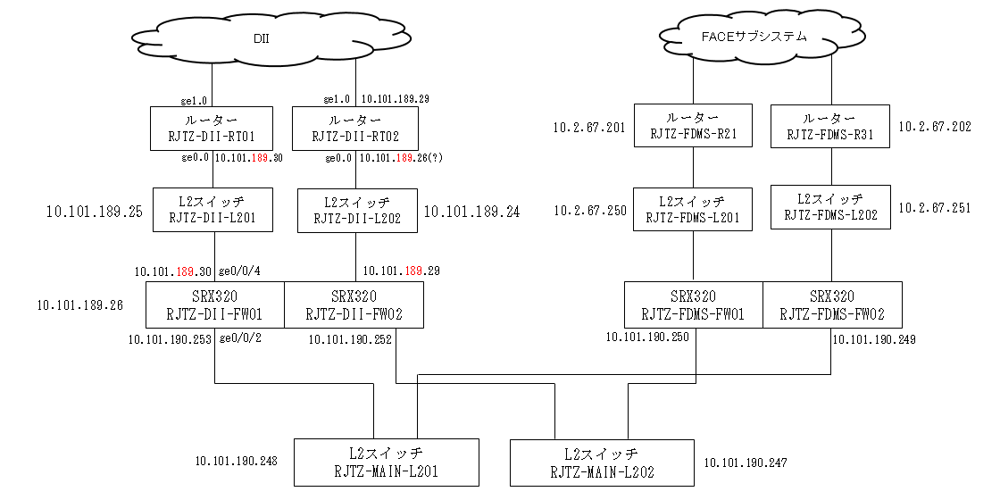 DII
FACEサブシステム
ge1.0
ge1.0 10.101.189.29
ルーター
RJTZ-DII-RT01
ルーター
RJTZ-DII-RT02
10.2.67.201
ルーター
RJTZ-FDMS-R21
ルーター
RJTZ-FDMS-R31
10.2.67.202
ge0.0 10.101.189.30
ge0.0 10.101.189.26(?)
10.101.189.25
L2スイッチ
RJTZ-DII-L201
L2スイッチ
RJTZ-DII-L202
10.101.189.24
10.2.67.250
L2スイッチ
RJTZ-FDMS-L201
L2スイッチ
RJTZ-FDMS-L202
10.2.67.251
10.101.189.30 ge0/0/4
10.101.189.29
10.101.189.26
SRX320
RJTZ-DII-FW01
SRX320
RJTZ-DII-FW02
SRX320
RJTZ-FDMS-FW01
SRX320
RJTZ-FDMS-FW02
10.101.190.253 ge0/0/2
10.101.190.252
10.101.190.250
10.101.190.249
10.101.190.248
L2スイッチ
RJTZ-MAIN-L201
L2スイッチ
RJTZ-MAIN-L202
10.101.190.247